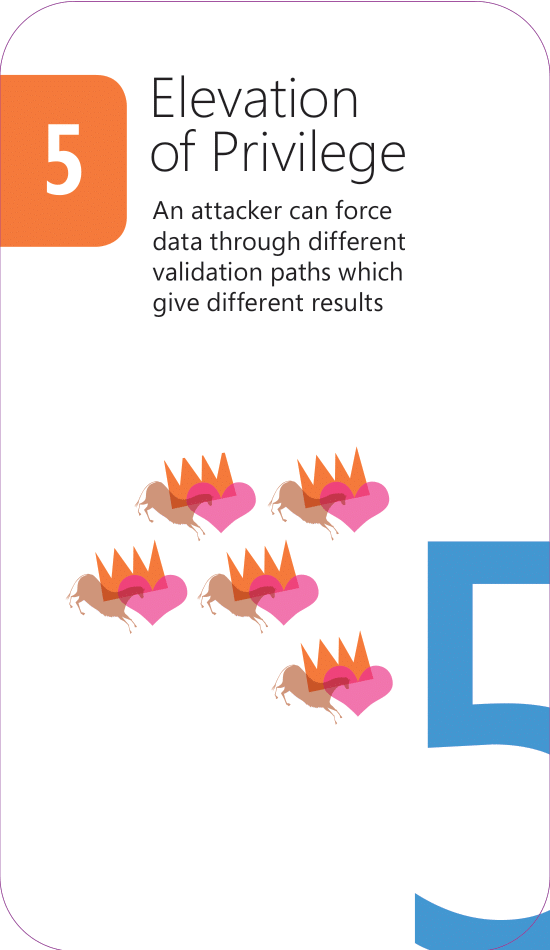 5
Elevation
of Privilege
An attacker can force
data through different
validation paths which
give different results
5